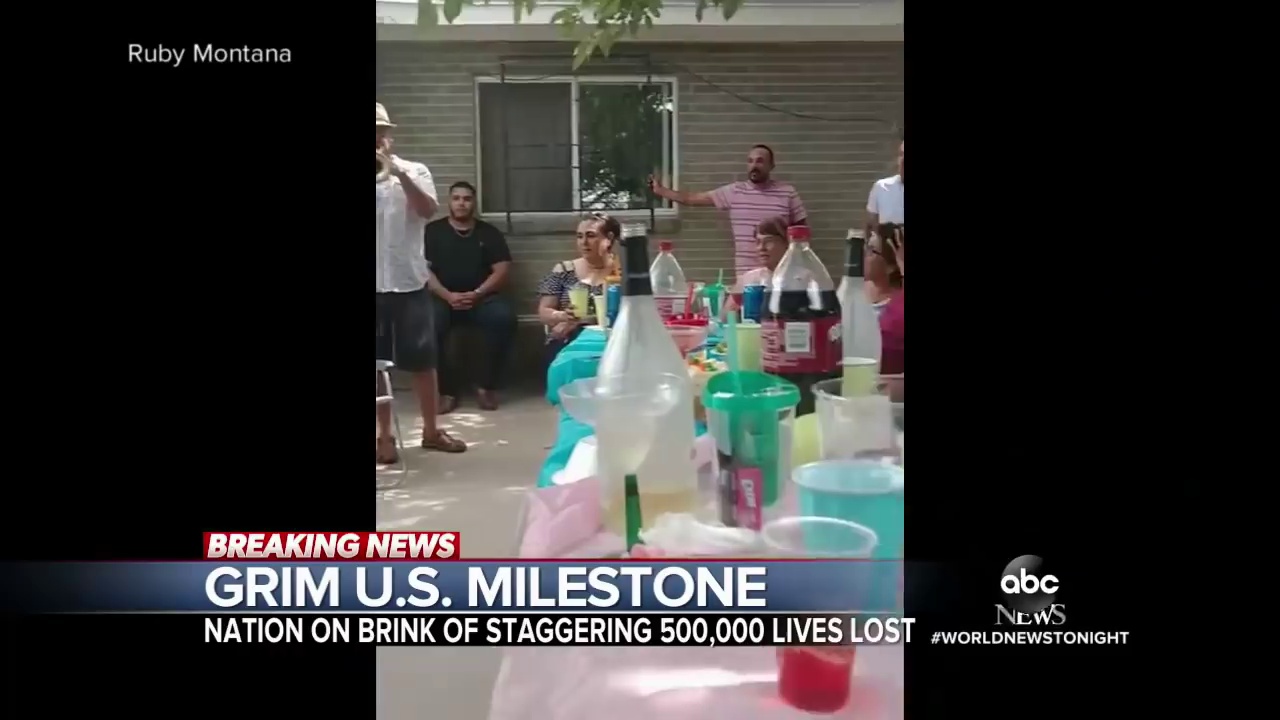 Ruby Montana
BREAKING NEWS
GRIM U.S. MILESTONE
NATION ON BRINK OF STAGGERING 500,000 LIVES LOST
abc
NEWS
#WORLDNEWSTONIGHT